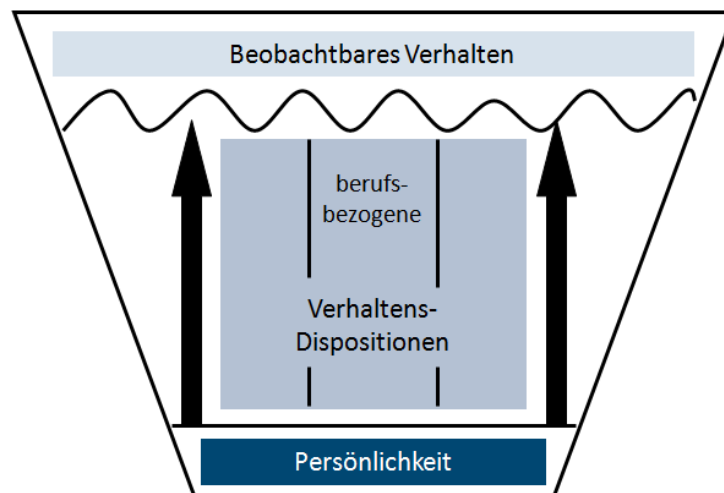 Beobachtbares Verhalten
berufs-
bezogene
Verhaltens-
Dispositionen
Persönlichkeit